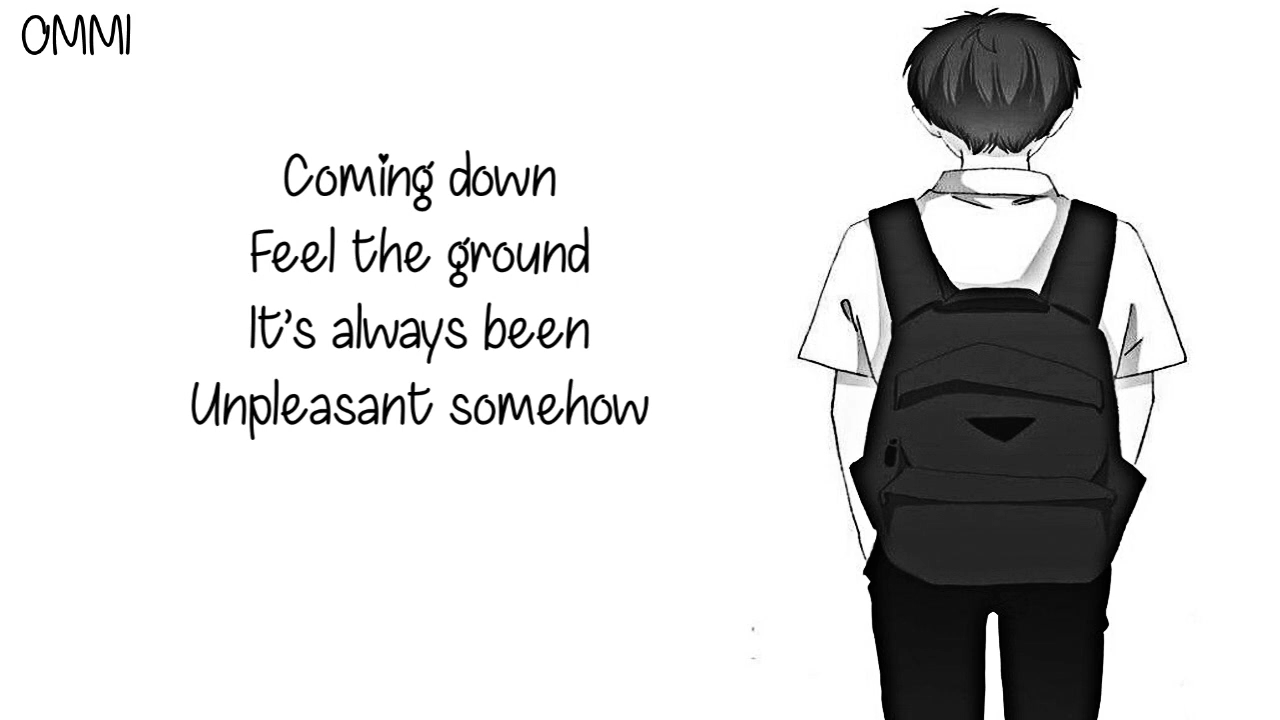 OMMI
Coming down
Feel the ground
It's always been
Unpleasant somehow